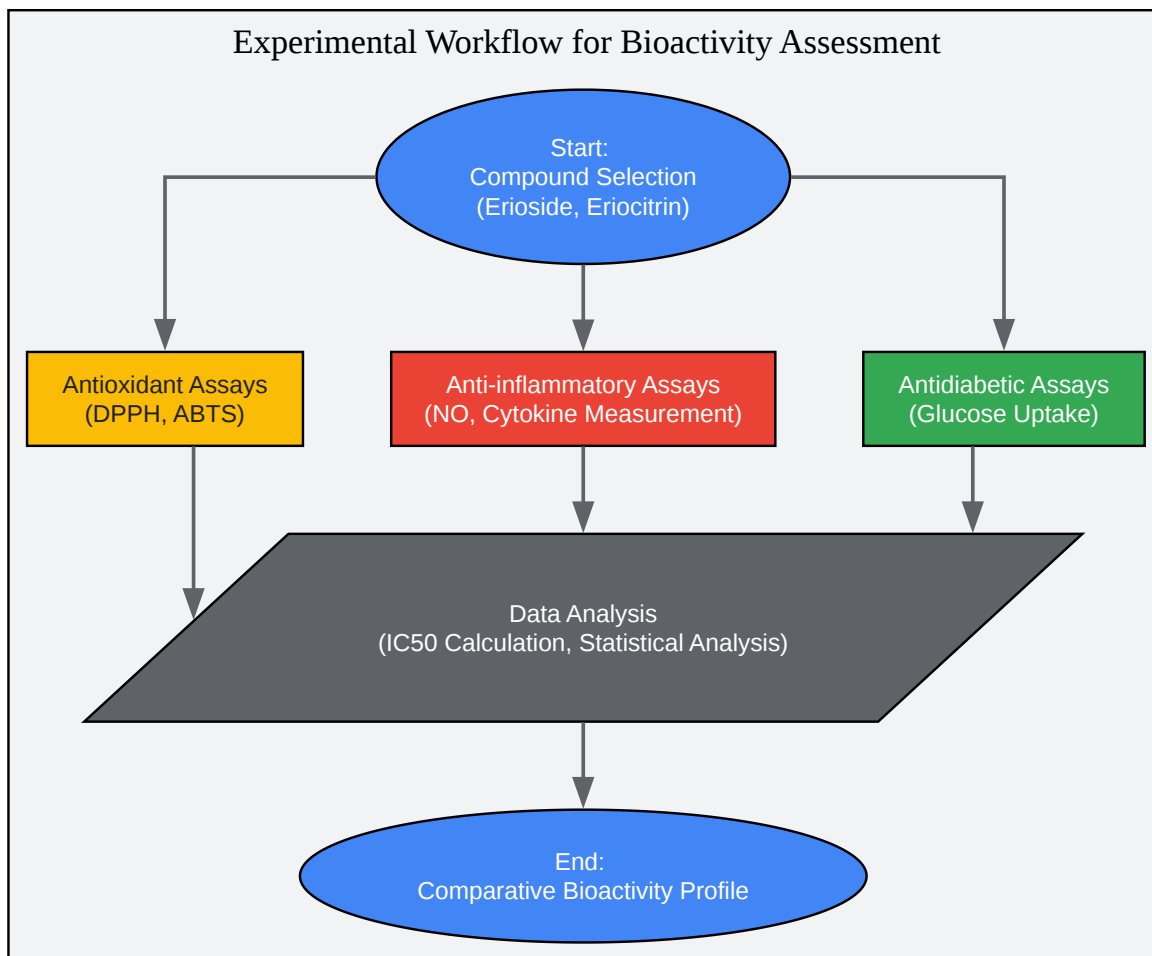 Experimental Workflow for Bioactivity Assessment
Start:
Compound Selection
(Erioside, Eriocitrin)
Antioxidant Assays
(DPPH, ABTS)
Anti-inflammatory Assays
(NO, Cytokine Measurement)
Antidiabetic Assays
(Glucose Uptake)
Data Analysis
(IC50 Calculation, Statistical Analysis)
End:
Comparative Bioactivity Profile